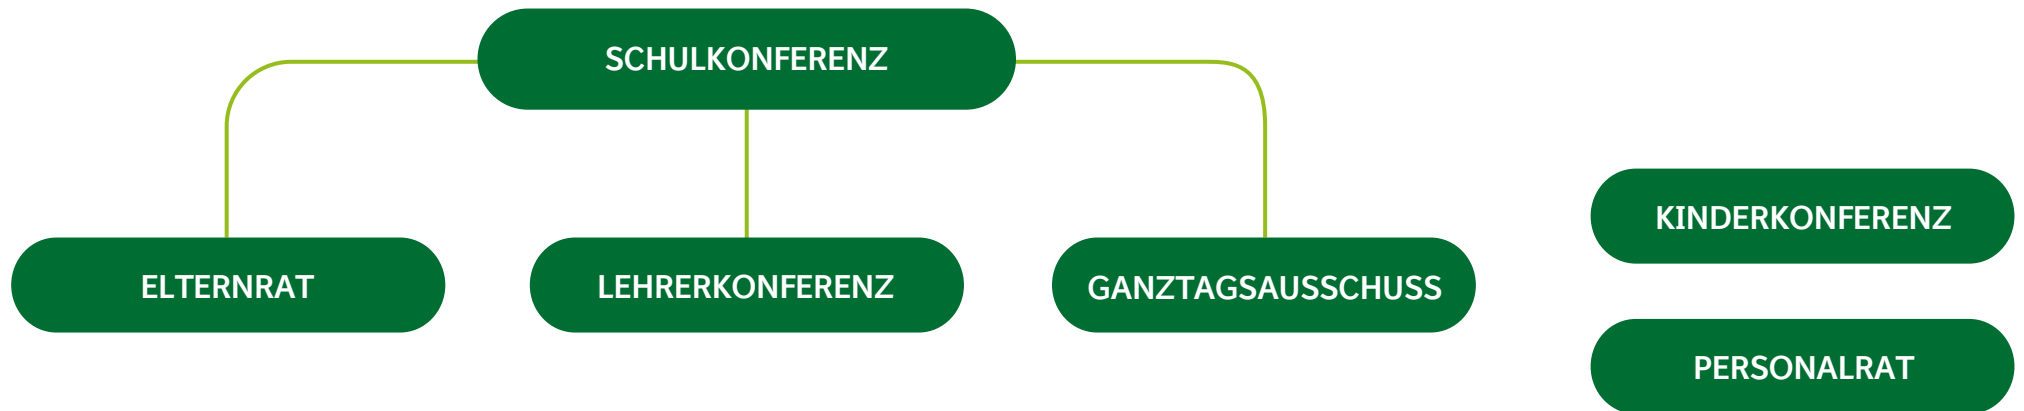 SCHULKONFERENZ
ELTERNRAT
LEHRERKONFERENZ
GANZTAGSAUSSCHUSS
KINDERKONFERENZ
PERSONALRAT